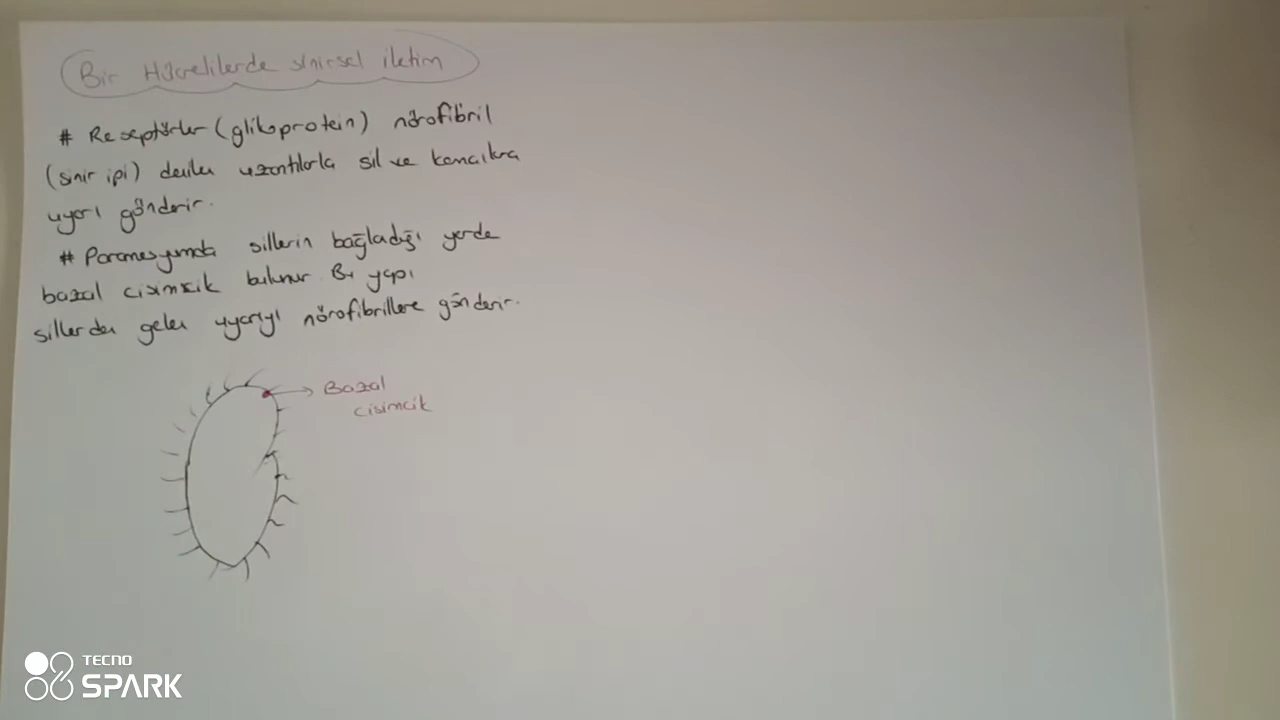 Bir Hücrelilerde sinirsel iletim
# Reseptörler (glikoprotein) nörofibril
(sinir ipi) denilen uzantılarla sil ve kamçılara
uyarı gönderir.
# Paramesyumda sillerin bağladığı yerde
bazal cisimcik bulunur Bu yapı
sillerden gelen uyarıyı nörofibrillere gönderir.
Bazal
cisimcik
TECNO
SPARK